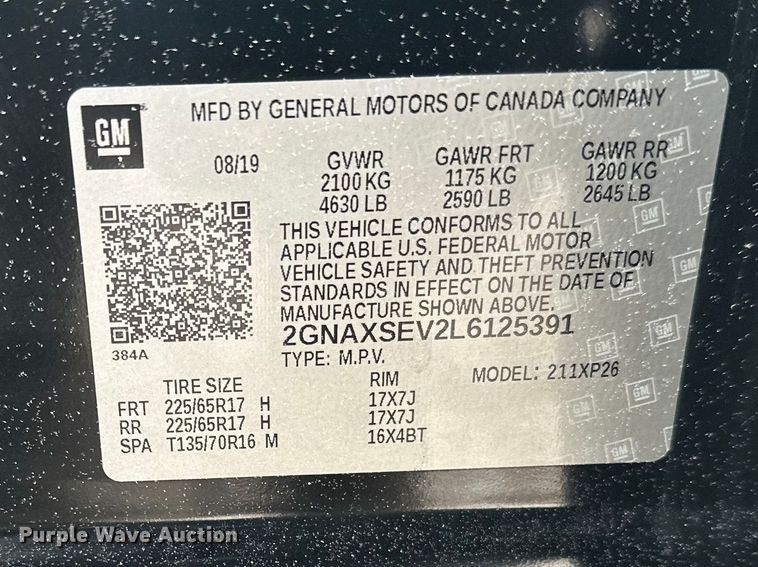 GM
MFD BY GENERAL MOTORS OF CANADA COMPANY
08/19 GVWR GAWR FRT GAWR RR
2100 KG 1175 KG 1200 KG
4630 LB 2590 LB 2645 LB
THIS VEHICLE CONFORMS TO ALL
APPLICABLE U.S. FEDERAL MOTOR
VEHICLE SAFETY AND THEFT PREVENTION
STANDARDS IN EFFECT ON THE DATE OF
MANUFACTURE SHOWN ABOVE.
384A
2GNAXSEV2L6125391
TYPE: M.P.V. MODEL: 211XP26
TIRE SIZE RIM
FRT 225/65R17 H 17X7J
RR 225/65R17 H 17X7J
SPA T135/70R16 M 16X4BT
Purple Wave Auction